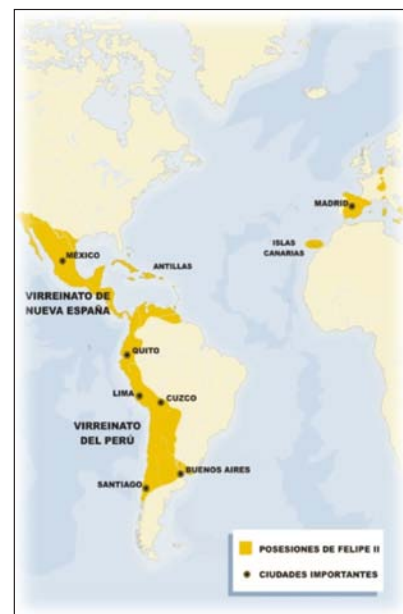 MADRID
ISLAS
CANARIAS
MÉXICO
ANTILLAS
VIRREINATO DE
NUEVA ESPAÑA
QUITO
LIMA
CUZCO
VIRREINATO
DEL PERÚ
BUENOS AIRES
SANTIAGO
POSESIONES DE FELIPE II
CIUDADES IMPORTANTES